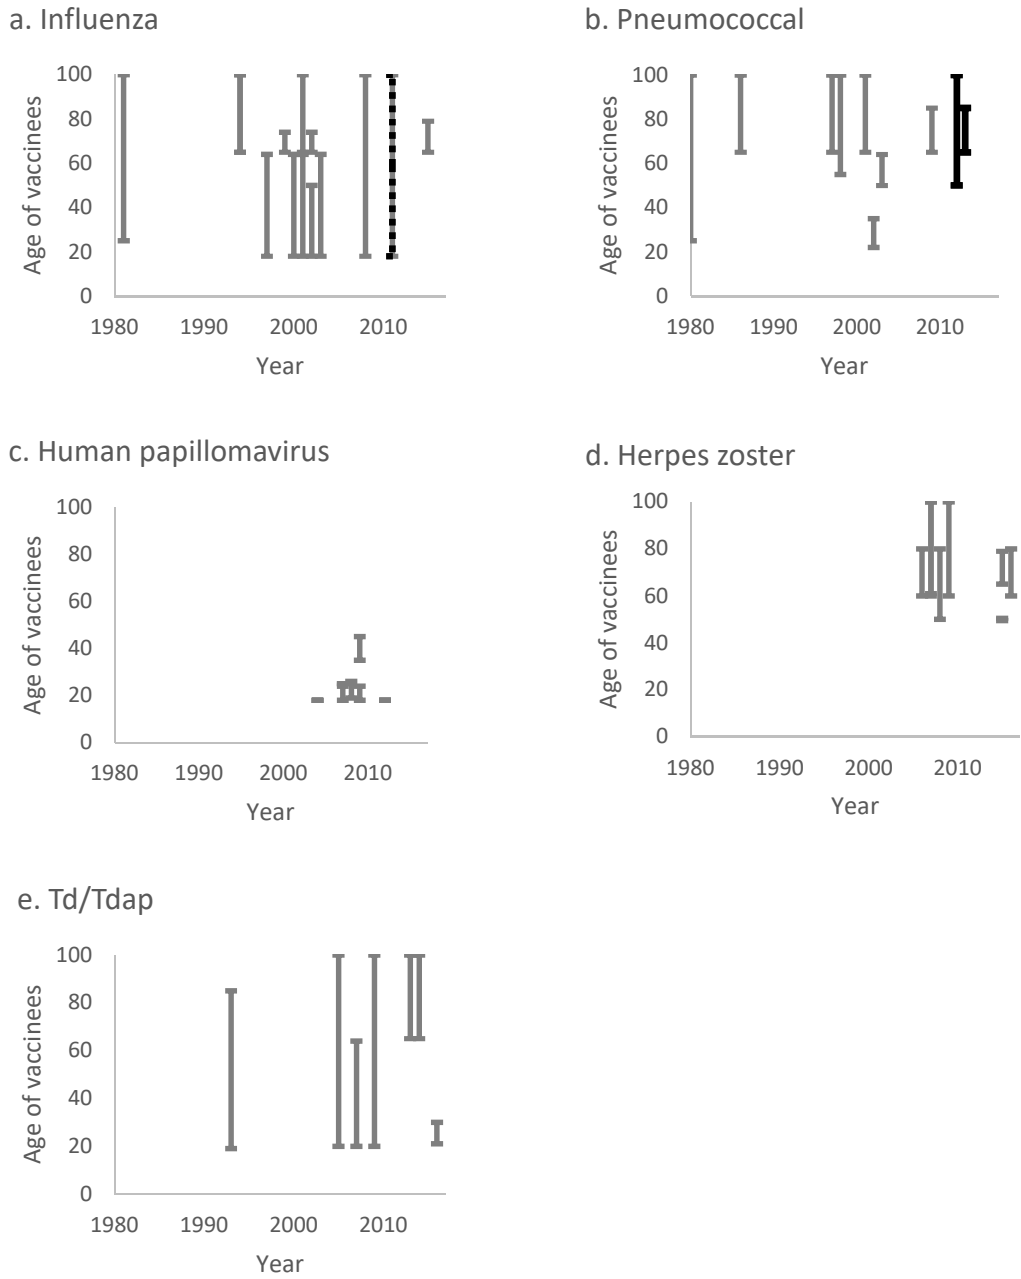 a. Influenza
Age of vaccinees
100
80
60
40
20
0
1980 1990 2000 2010
Year
b. Pneumococcal
Age of vaccinees
100
80
60
40
20
0
1980 1990 2000 2010
Year
c. Human papillomavirus
Age of vaccinees
100
80
60
40
20
0
1980 1990 2000 2010
Year
d. Herpes zoster
Age of vaccinees
100
80
60
40
20
0
1980 1990 2000 2010
Year
e. Td/Tdap
Age of vaccinees
100
80
60
40
20
0
1980 1990 2000 2010
Year